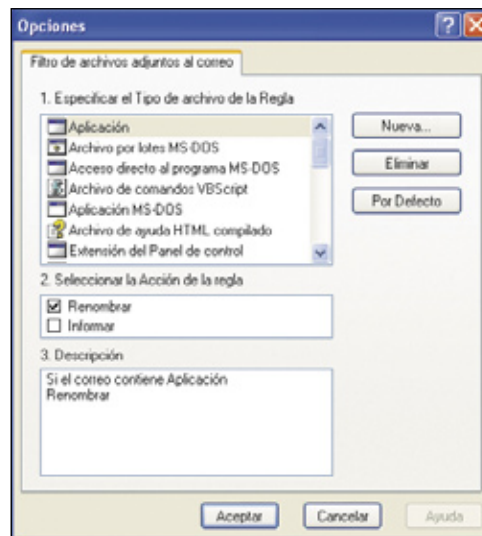 Opciones
Filtro de archivos adjuntos al correo
1. Especificar el Tipo de archivo de la Regla
Aplicación
Archivo por lotes MS-DOS
Acceso directo al programa MS-DOS
Archivo de comandos VBScript
Aplicación MS-DOS
Archivo de ayuda HTML compilado
Extensión del Panel de control
Nueva...
Eliminar
Por Defecto
2. Seleccionar la Acción de la regla
Renombrar
Informar
3. Descripción
Si el correo contiene Aplicación
Renombrar
Aceptar
Cancelar
Ayuda